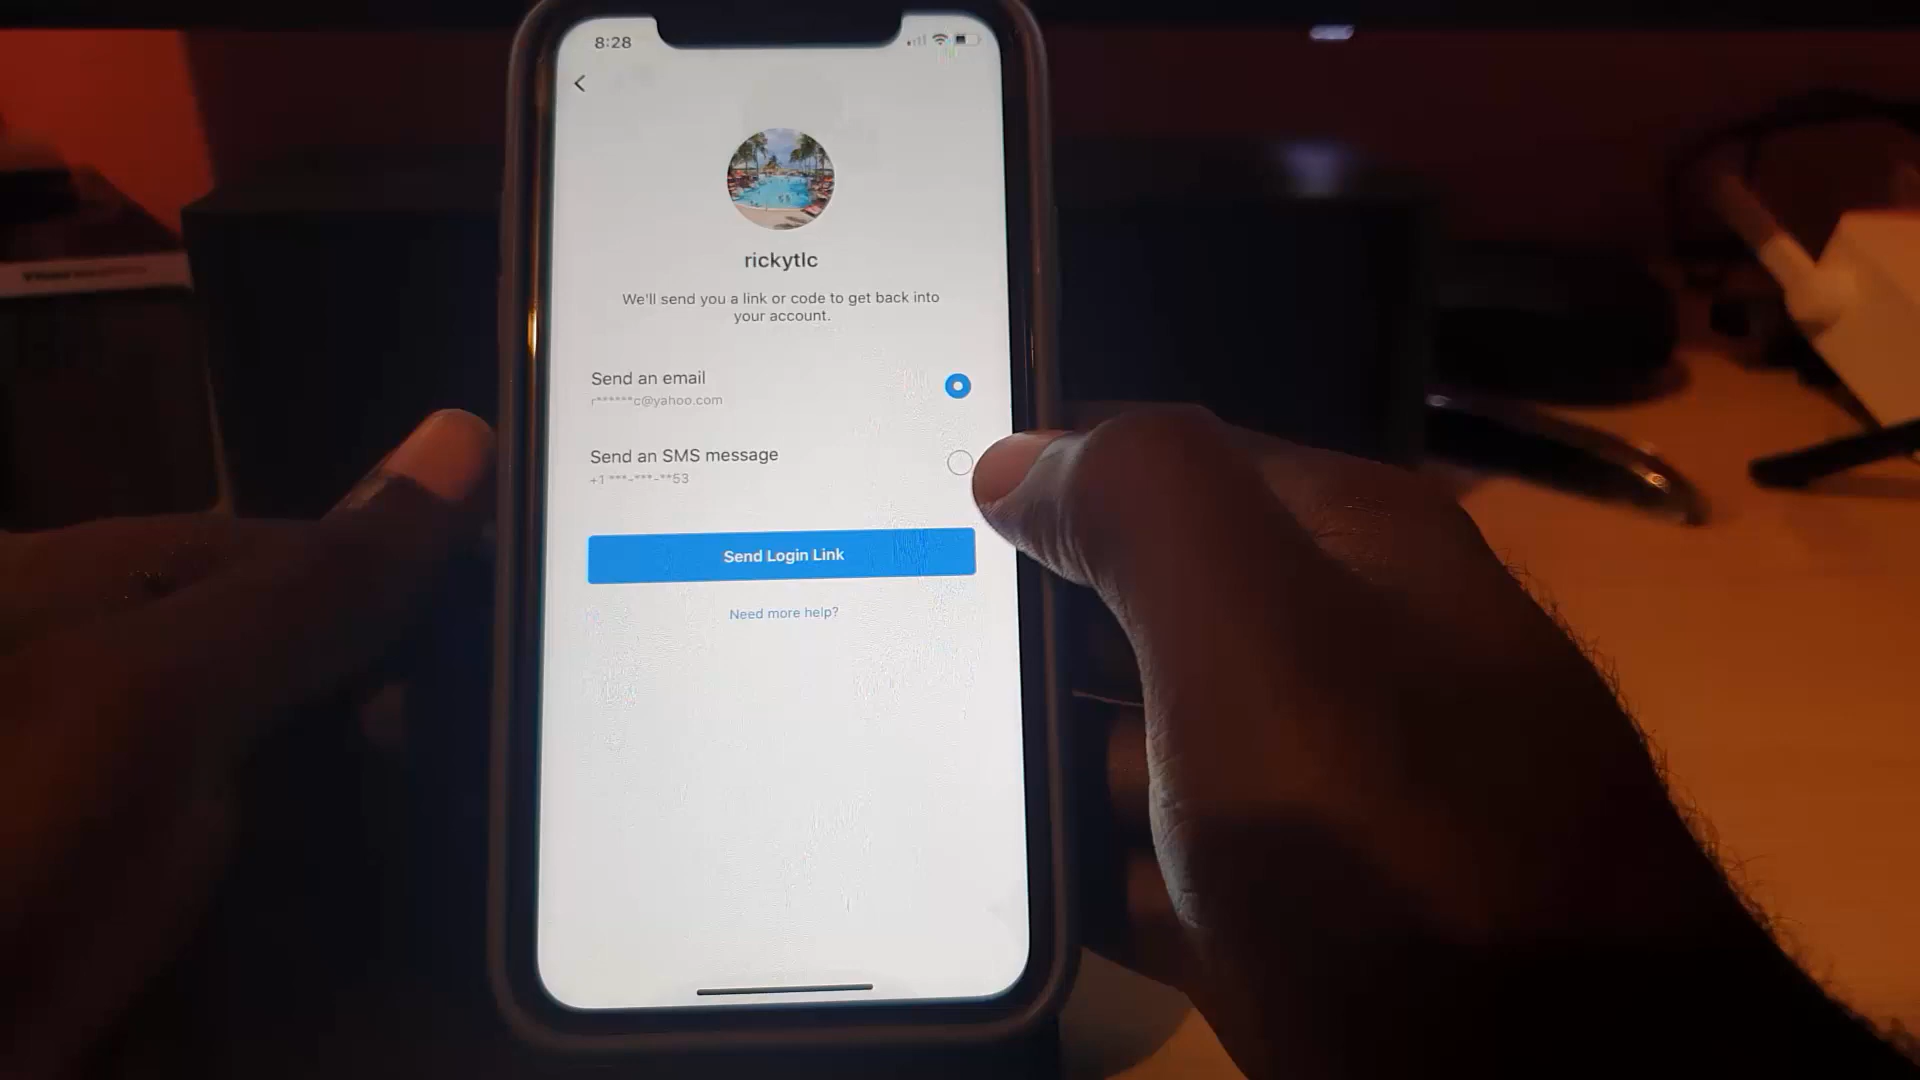 8:28
rickytlc
We'll send you a link or code to get back into
your account.
Send an email
r******c@yahoo.com
Send an SMS message
+1 ***-***-**53
Send Login Link
Need more help?